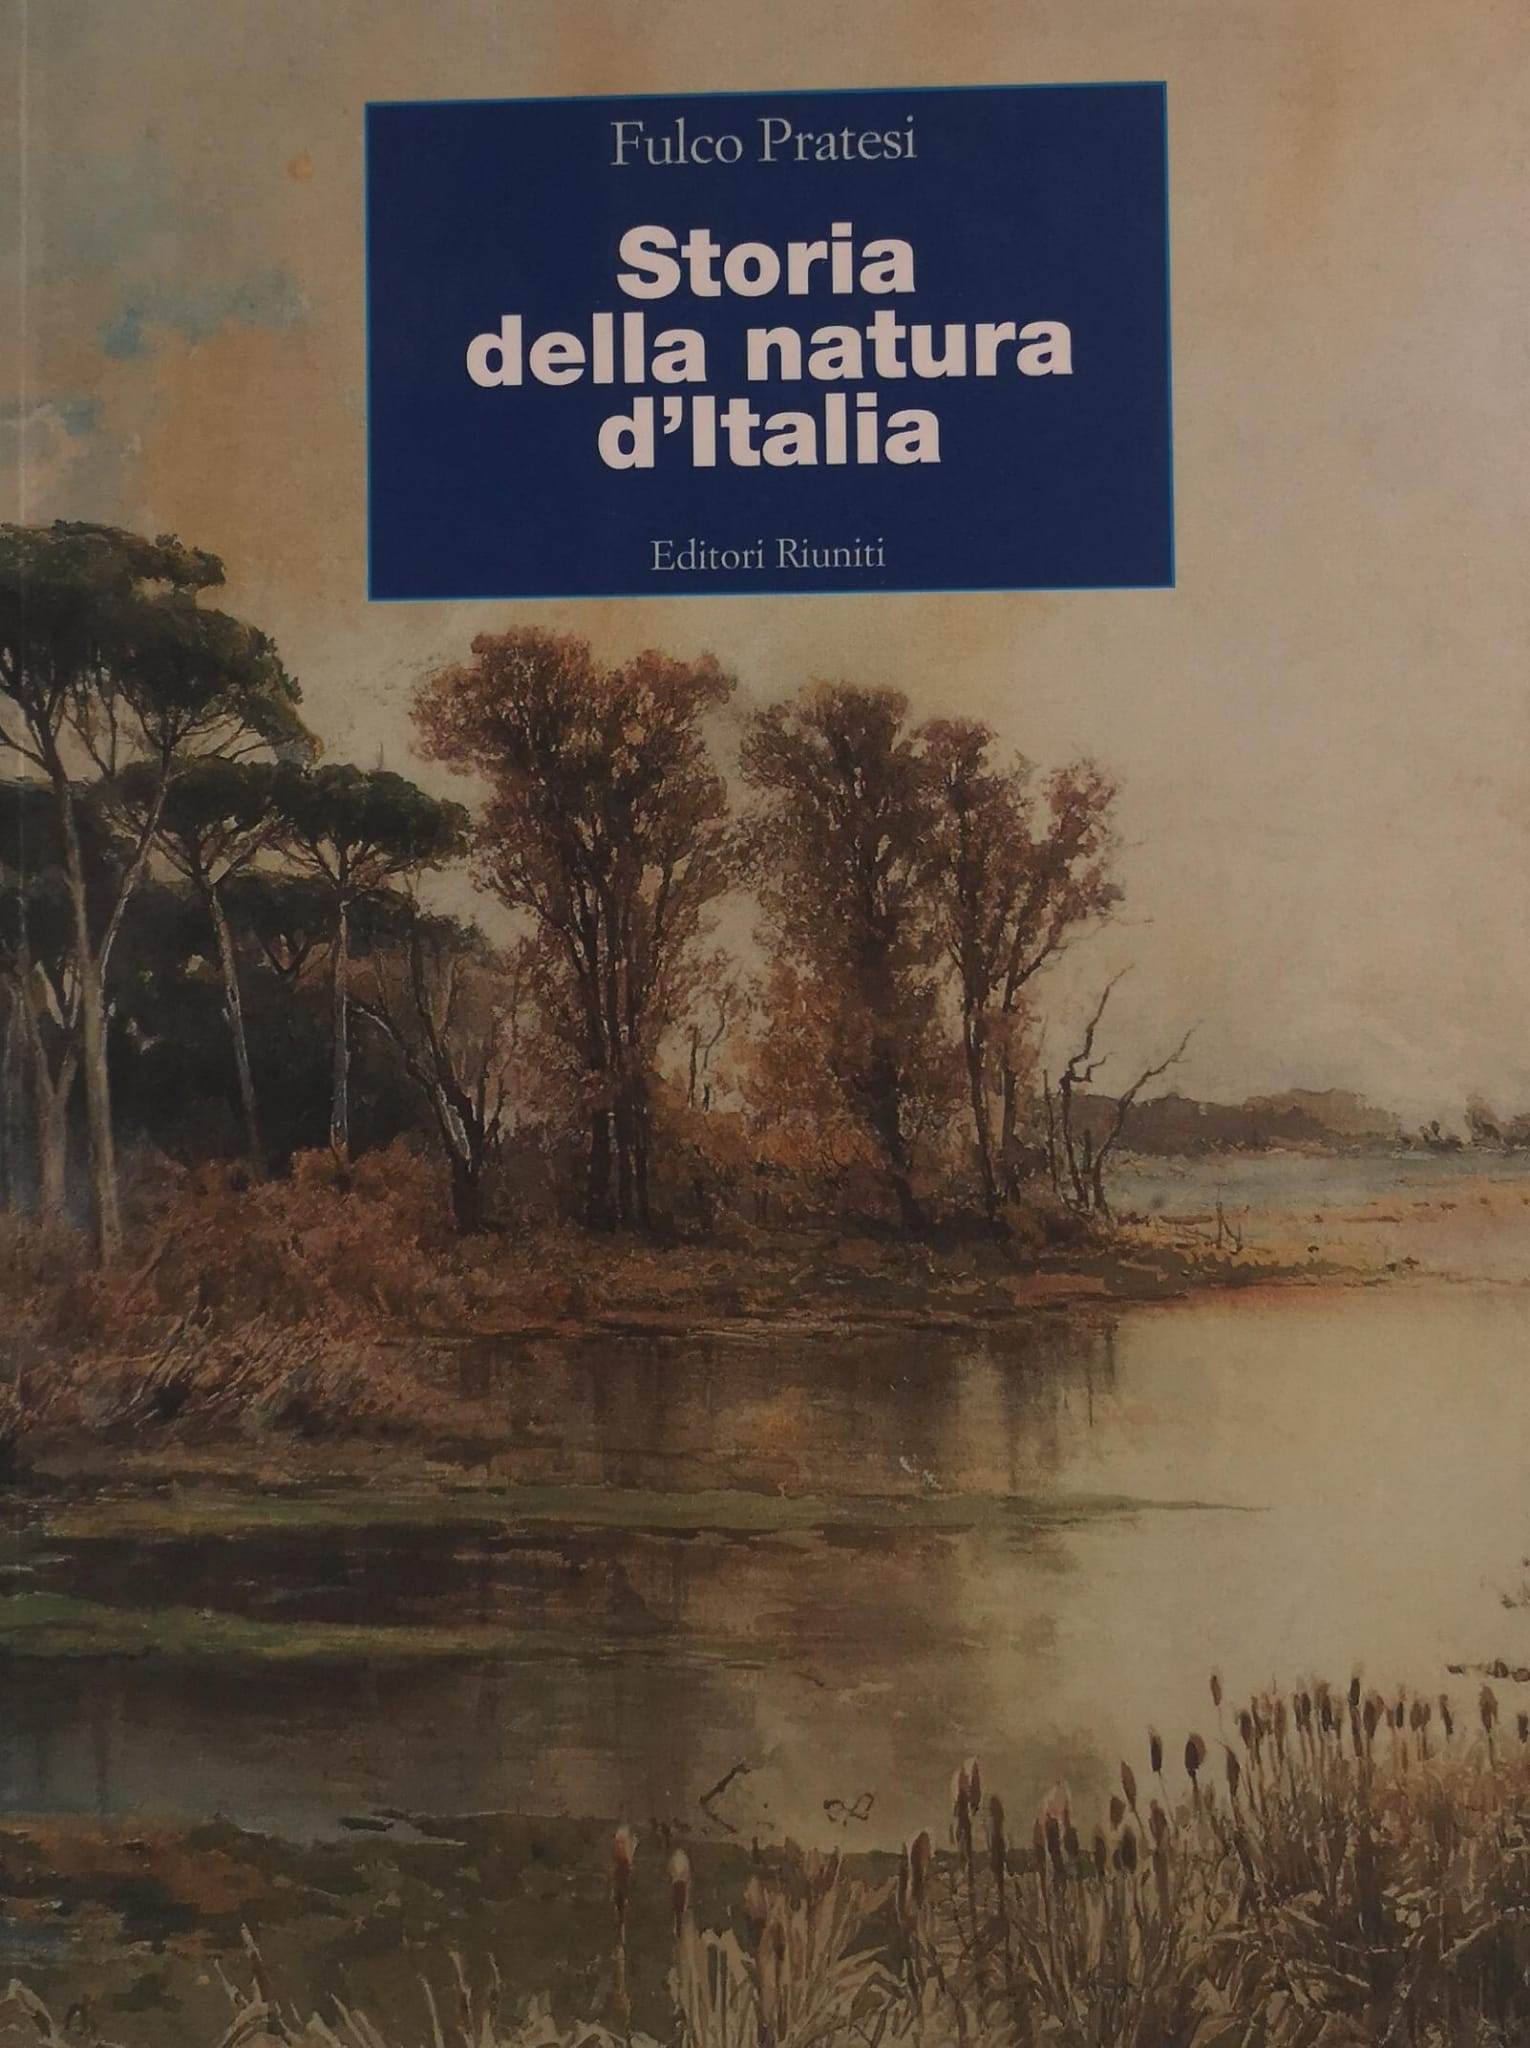 Fulco Pratesi
Storia
della natura
d'Italia
Editori Riuniti